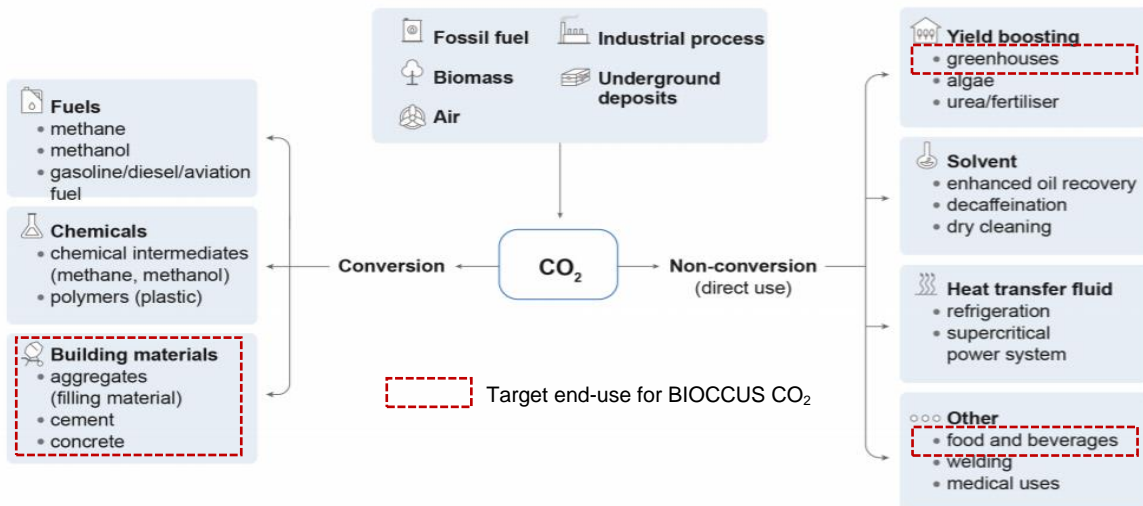 Fossil fuel
Industrial process
Biomass
Underground
deposits
Air
Fuels
• methane
• methanol
• gasoline/diesel/aviation
fuel
Chemicals
• chemical intermediates
(methane, methanol)
• polymers (plastic)
Building materials
• aggregates
(filling material)
• cement
• concrete
Conversion
CO₂
Non-conversion
(direct use)
Target end-use for BIOCCUS CO₂
Yield boosting
• greenhouses
• algae
• urea/fertiliser
Solvent
• enhanced oil recovery
• decaffeination
• dry cleaning
Heat transfer fluid
• refrigeration
• supercritical
power system
Other
• food and beverages
• welding
• medical uses